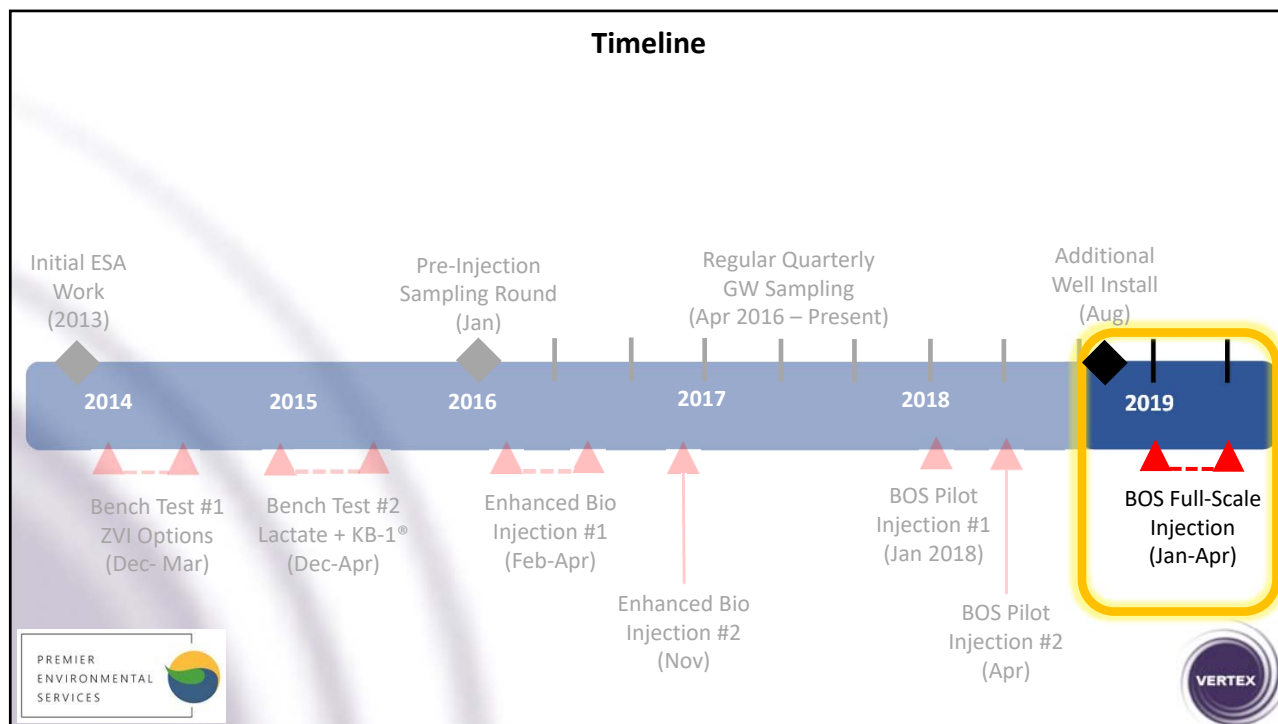 Timeline
Initial ESA
Work
(2013)
Pre-Injection
Sampling Round
(Jan)
Regular Quarterly
GW Sampling
(Apr 2016 – Present)
Additional
Well Install
(Aug)
2014
2015
2016
2017
2018
2019
Bench Test #1
ZVI Options
(Dec- Mar)
Bench Test #2
Lactate + KB-1®
(Dec-Apr)
Enhanced Bio
Injection #1
(Feb-Apr)
Enhanced Bio
Injection #2
(Nov)
BOS Pilot
Injection #1
(Jan 2018)
BOS Pilot
Injection #2
(Apr)
BOS Full-Scale
Injection
(Jan-Apr)
PREMIER
ENVIRONMENTAL
SERVICES
VERTEX